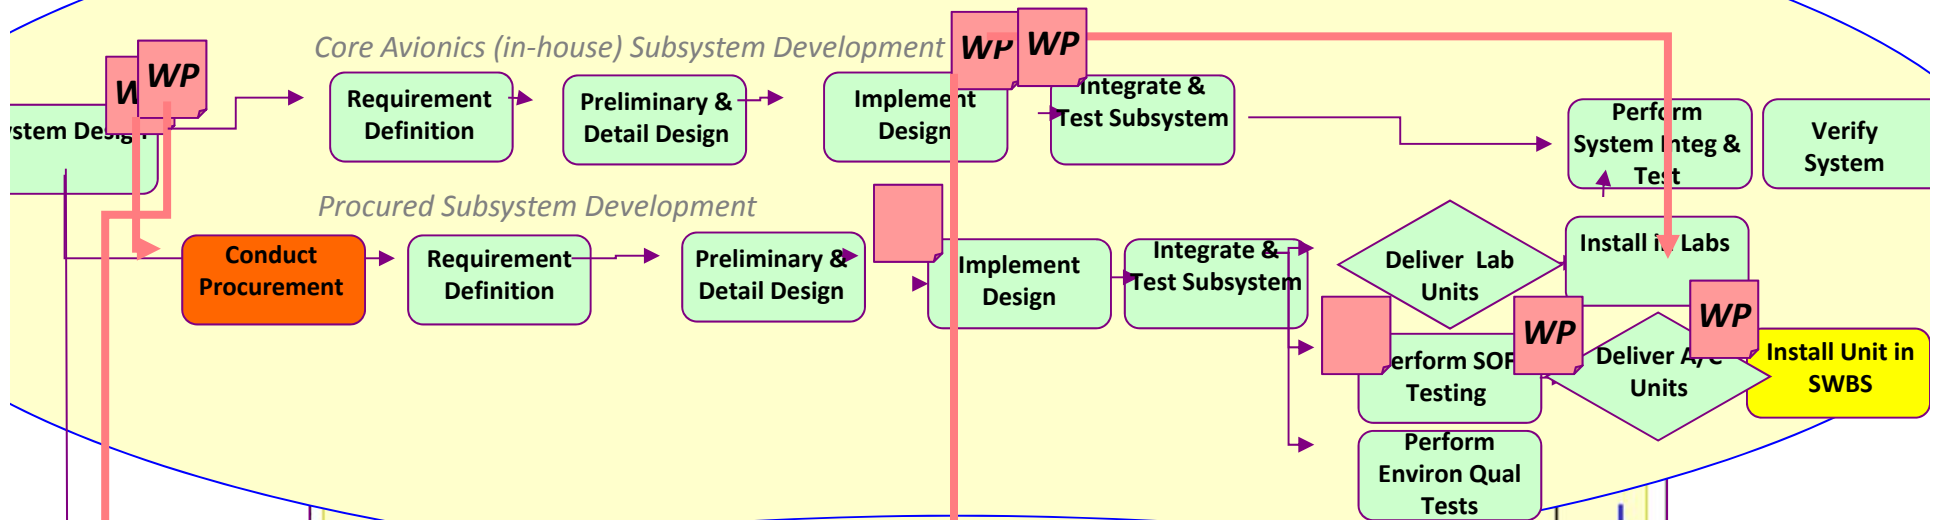 Core Avionics (in-house) Subsystem Development
WP
WP
WP
W
Requirement
Definition
Preliminary &
Detail Design
Implement
Design
Integrate &
Test Subsystem
Perform
System Integ &
Test
Verify
System
ystem Design
Procured Subsystem Development
Conduct
Procurement
Requirement
Definition
Preliminary &
Detail Design
Implement
Design
Integrate &
Test Subsystem
Deliver Lab
Units
Install in Labs
WP
WP
erform SOF
Testing
Deliver A/C
Units
Install Unit in
SWBS
Perform
Environ Qual
Tests